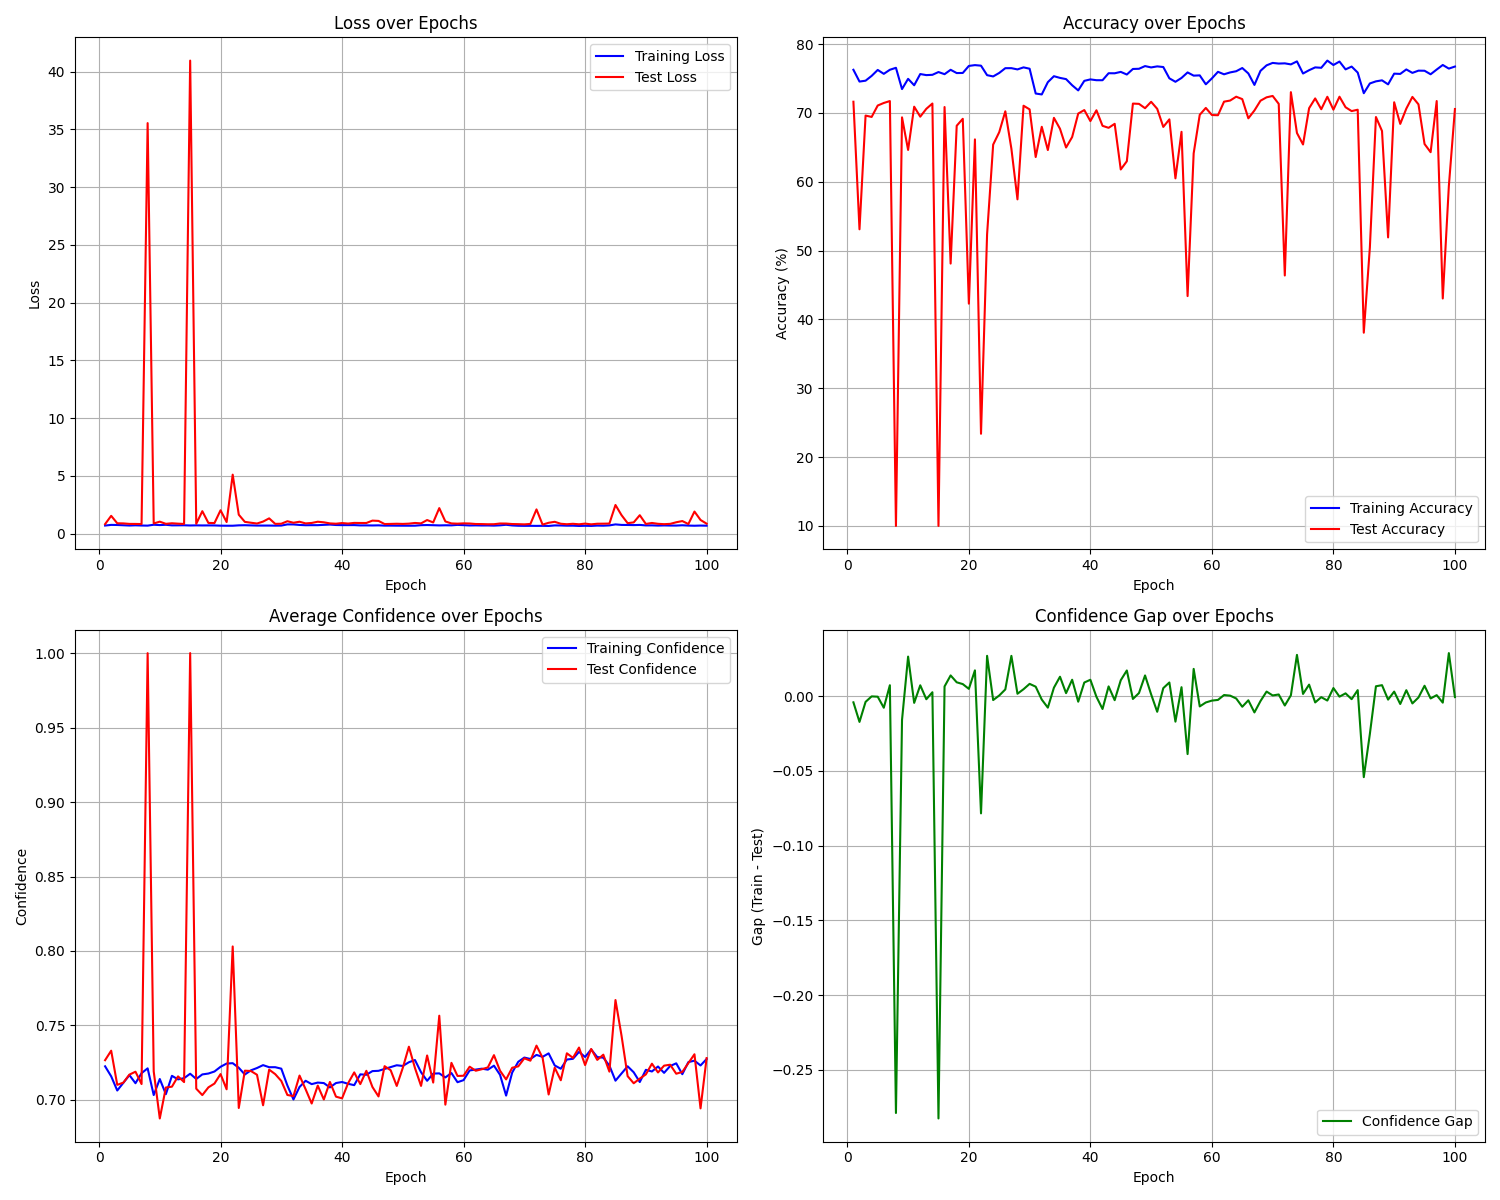 Loss over Epochs
Training Loss
Test Loss
40
35
30
25
20
15
10
5
0
Loss
0 20 40 60 80 100
Epoch
Accuracy over Epochs
80
70
60
50
40
30
20
10
Accuracy (%)
Training Accuracy
Test Accuracy
0 20 40 60 80 100
Epoch
Average Confidence over Epochs
Training Confidence
Test Confidence
1.00
0.95
0.90
0.85
0.80
0.75
0.70
Confidence
0 20 40 60 80 100
Epoch
Confidence Gap over Epochs
0.00
−0.05
−0.10
−0.15
−0.20
−0.25
Gap (Train - Test)
Confidence Gap
0 20 40 60 80 100
Epoch